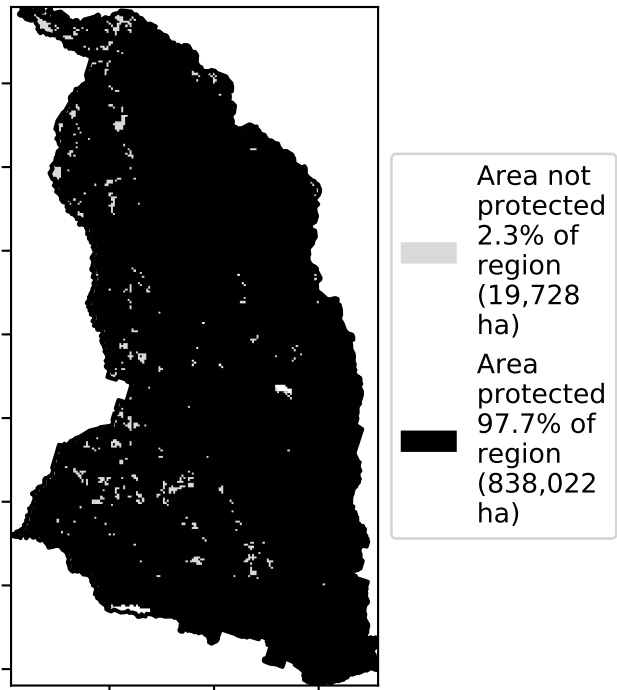 Area not
protected
2.3% of
region
(19,728
ha)
Area
protected
97.7% of
region
(838,022
ha)